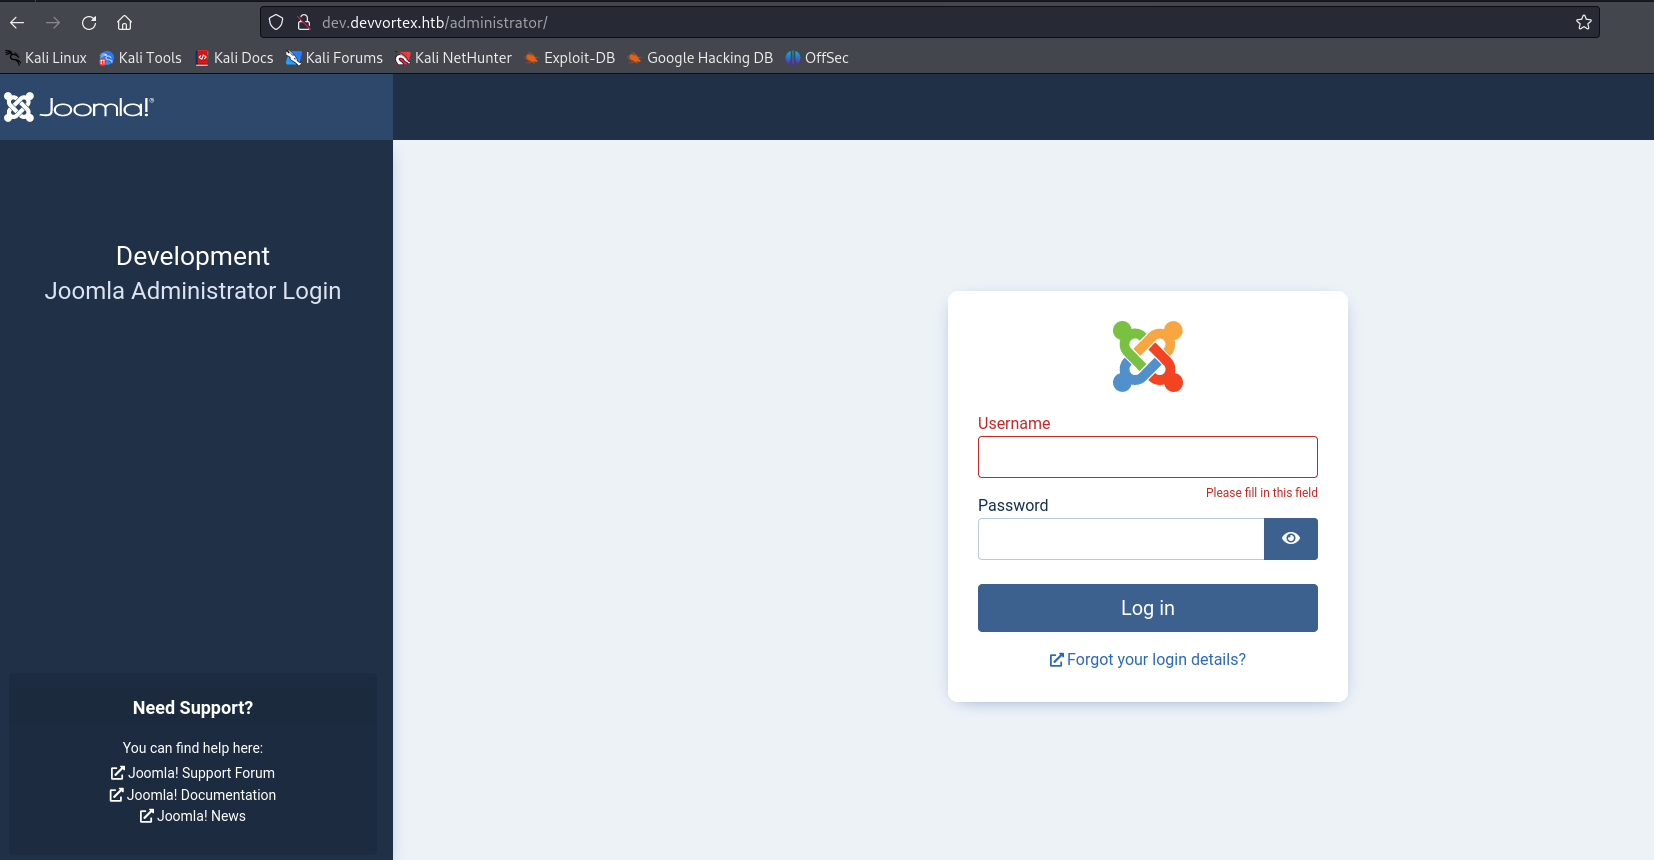 dev.devvortex.htb/administrator/
Kali Linux Kali Tools Kali Docs Kali Forums Kali NetHunter Exploit-DB Google Hacking DB OffSec
Joomla!®
Development
Joomla Administrator Login
Username
Please fill in this field
Password
Log in
Forgot your login details?
Need Support?
You can find help here:
Joomla! Support Forum
Joomla! Documentation
Joomla! News